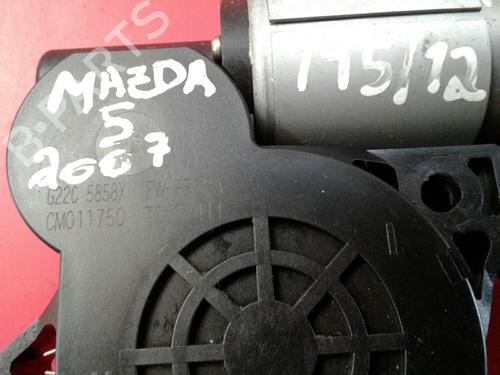 MAZDA
5
2007
115/12
G22C 5858X
CM011750
B-PARTS